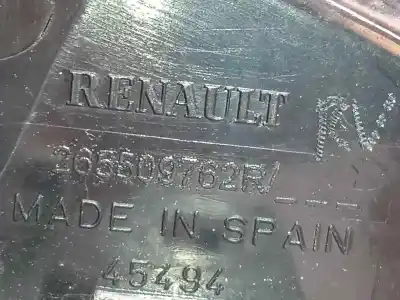 RENAULT
265509762R/_ _ _ _
MADE IN SPAIN
45494